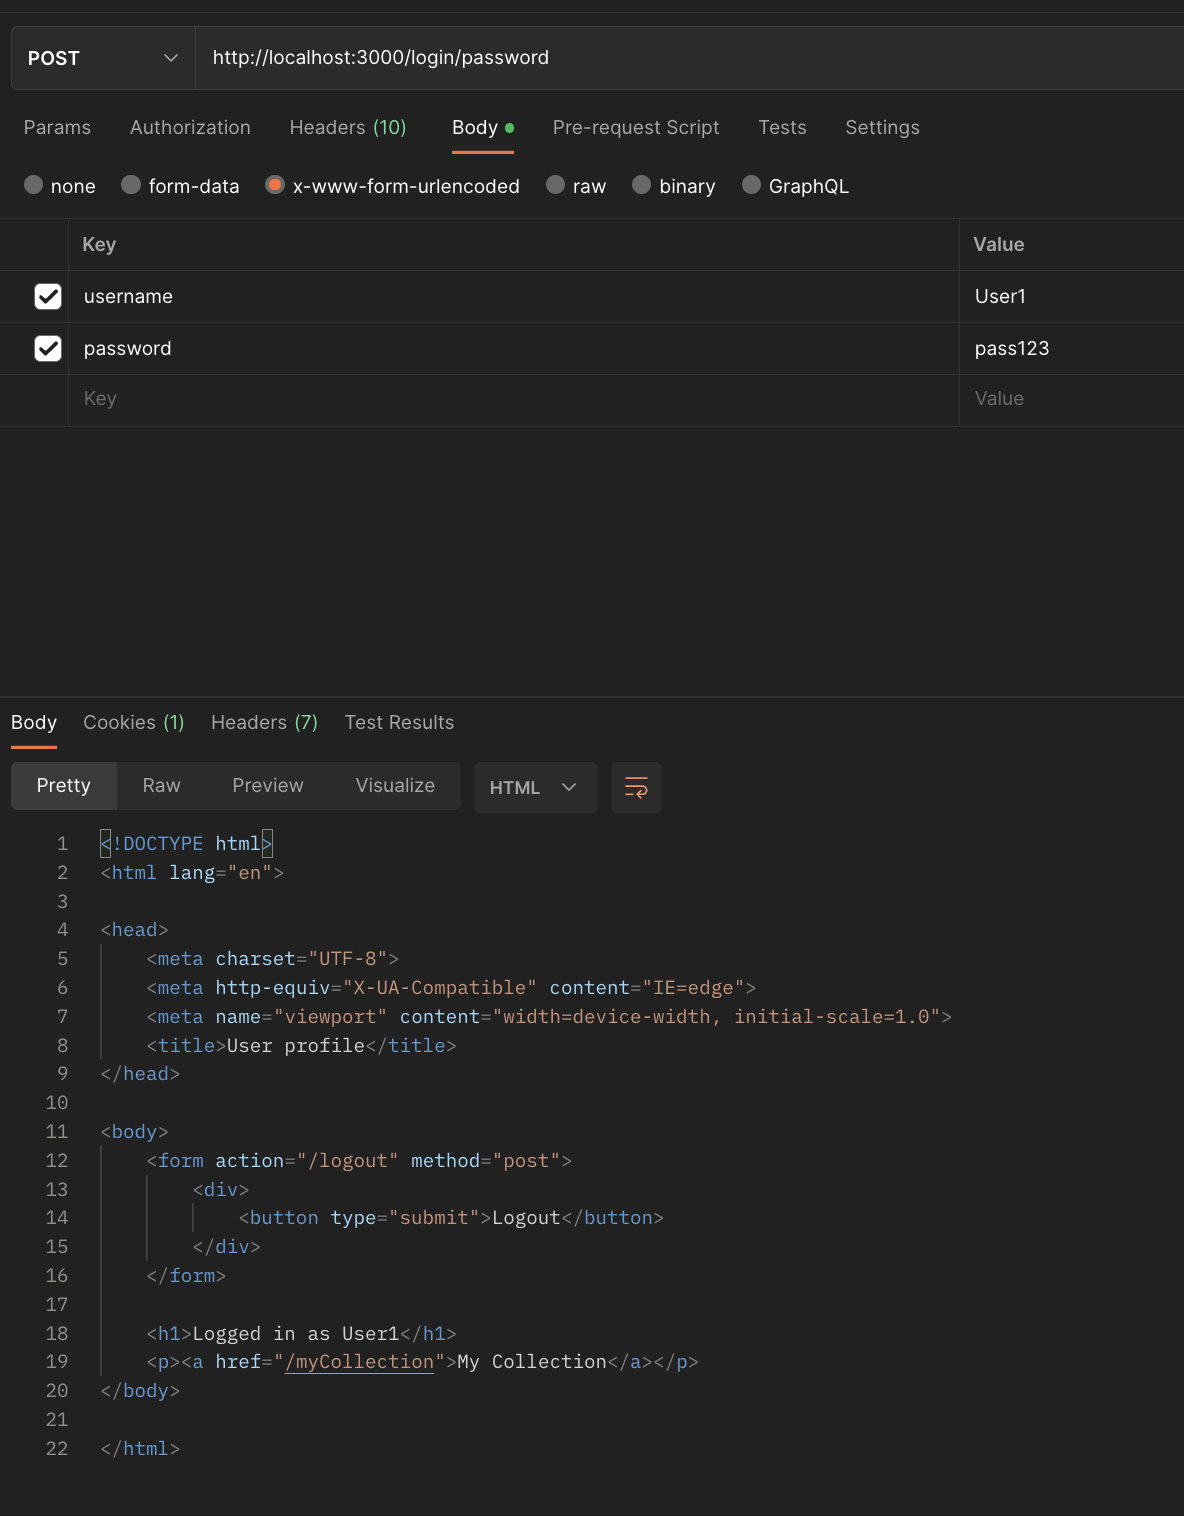 POST http://localhost:3000/login/password
Params Authorization Headers (10) Body Pre-request Script Tests Settings
none form-data x-www-form-urlencoded raw binary GraphQL
Key Value
username User1
password pass123
Key Value
Body Cookies (1) Headers (7) Test Results
Pretty Raw Preview Visualize HTML
1 <!DOCTYPE html>
2 <html lang="en">
3
4 <head>
5 <meta charset="UTF-8">
6 <meta http-equiv="X-UA-Compatible" content="IE=edge">
7 <meta name="viewport" content="width=device-width, initial-scale=1.0">
8 <title>User profile</title>
9 </head>
10
11 <body>
12 <form action="/logout" method="post">
13 <div>
14 <button type="submit">Logout</button>
15 </div>
16 </form>
17
18 <h1>Logged in as User1</h1>
19 <p><a href="/myCollection">My Collection</a></p>
20 </body>
21
22 </html>